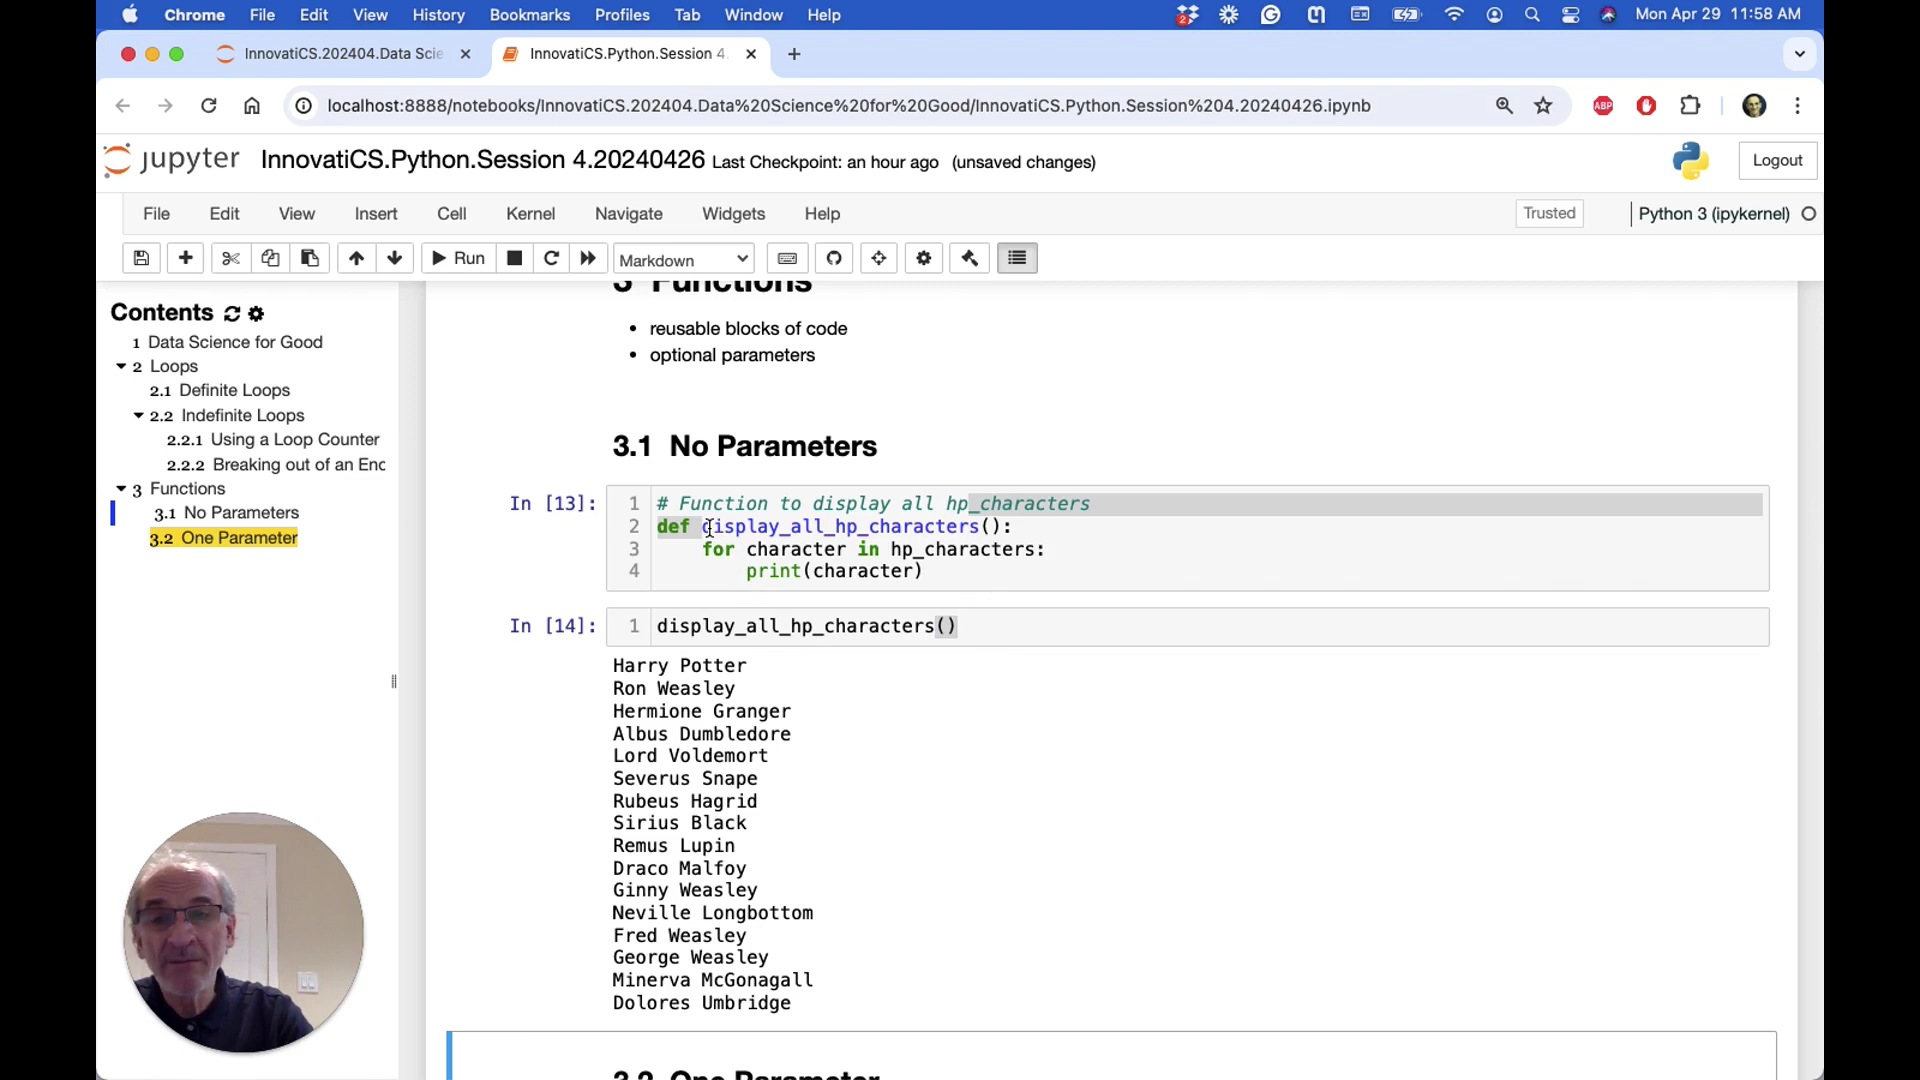 Chrome File Edit View History Bookmarks Profiles Tab Window Help 2 Mon Apr 29 11:58 AM
InnovatiCS.202404.Data Scie InnovatiCS.Python.Session 4.
localhost:8888/notebooks/InnovatiCS.202404.Data%20Science%20for%20Good/InnovatiCS.Python.Session%204.20240426.ipynb ABP
jupyter InnovatiCS.Python.Session 4.20240426 Last Checkpoint: an hour ago (unsaved changes) Logout
File Edit View Insert Cell Kernel Navigate Widgets Help Trusted Python 3 (ipykernel)
Run Markdown
Contents
1 Data Science for Good
2 Loops
2.1 Definite Loops
2.2 Indefinite Loops
2.2.1 Using a Loop Counter
2.2.2 Breaking out of an End
3 Functions
3.1 No Parameters
3.2 One Parameter
3 Functions
• reusable blocks of code
• optional parameters
3.1 No Parameters
In [13]:
1 # Function to display all hp_characters
2 def display_all_hp_characters():
3 for character in hp_characters:
4 print(character)
In [14]:
1 display_all_hp_characters()
Harry Potter
Ron Weasley
Hermione Granger
Albus Dumbledore
Lord Voldemort
Severus Snape
Rubeus Hagrid
Sirius Black
Remus Lupin
Draco Malfoy
Ginny Weasley
Neville Longbottom
Fred Weasley
George Weasley
Minerva McGonagall
Dolores Umbridge
3.2 One Parameter